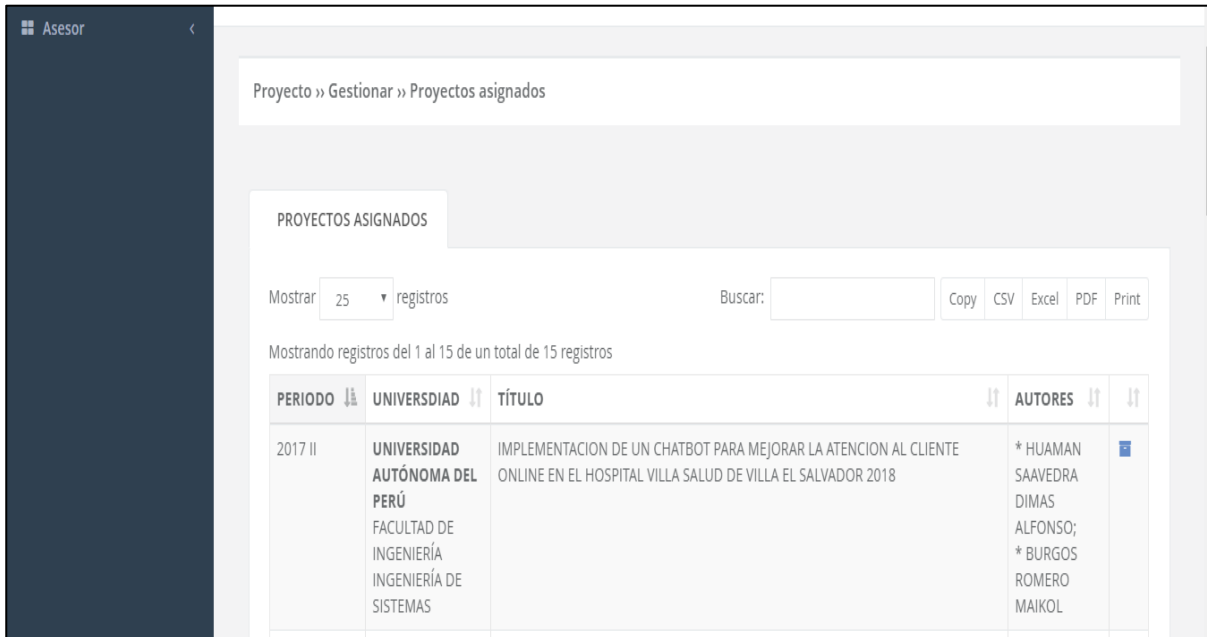 Asesor
Proyecto ›› Gestionar ›› Proyectos asignados
PROYECTOS ASIGNADOS
Mostrar 25 registros
Buscar:
Copy CSV Excel PDF Print
Mostrando registros del 1 al 15 de un total de 15 registros
PERIODO UNIVERSDIAD TÍTULO AUTORES
2017 II
UNIVERSIDAD
AUTÓNOMA DEL
PERÚ
FACULTAD DE
INGENIERÍA
INGENIERÍA DE
SISTEMAS
IMPLEMENTACION DE UN CHATBOT PARA MEJORAR LA ATENCION AL CLIENTE
ONLINE EN EL HOSPITAL VILLA SALUD DE VILLA EL SALVADOR 2018
* HUAMAN
SAAVEDRA
DIMAS
ALFONSO;
* BURGOS
ROMERO
MAIKOL